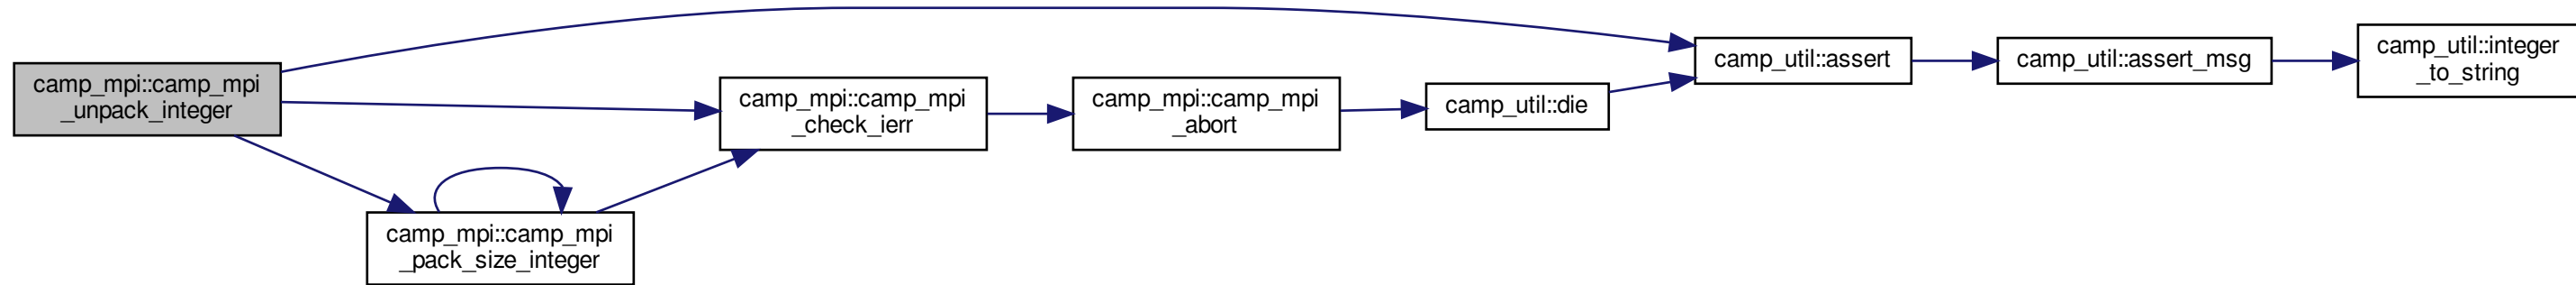 camp_mpi::camp_mpi
_unpack_integer
camp_mpi::camp_mpi
_pack_size_integer
camp_mpi::camp_mpi
_check_ierr
camp_mpi::camp_mpi
_abort
camp_util::die
camp_util::assert
camp_util::assert_msg
camp_util::integer
_to_string